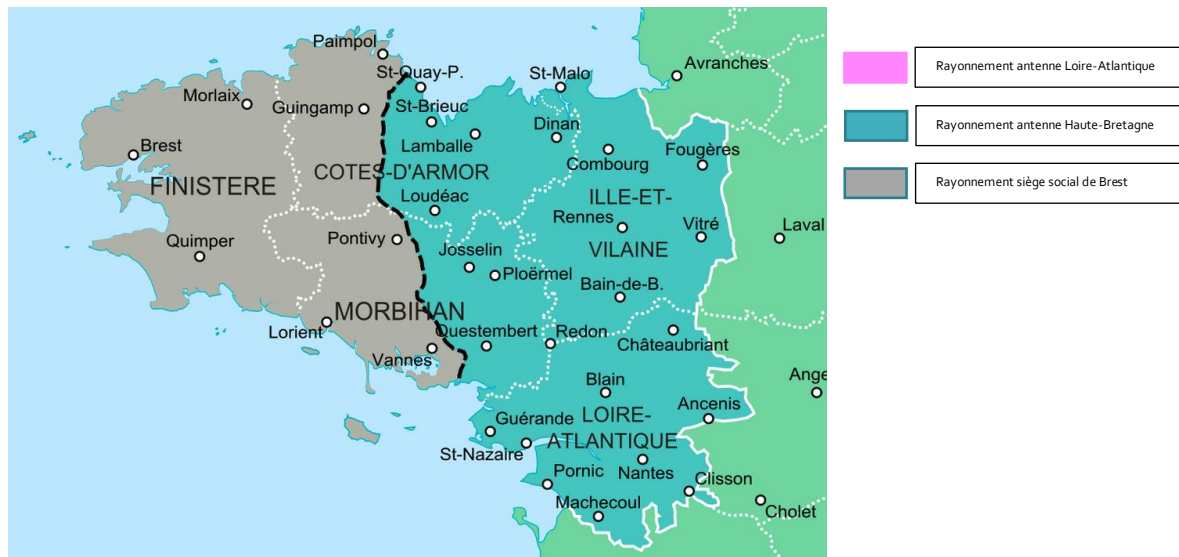 Paimpol
St-Quay-P.
St-Malo
Avranches
Morlaix
Guingamp
St-Brieuc
Lamballe
Dinan
Combourg
Fougères
Brest
FINISTERE
COTES-D'ARMOR
Loudéac
ILLE-ET-
VILAINE
Rennes
Vitré
Laval
Quimper
Pontivy
Josselin
Ploërmel
Bain-de-B.
MORBIHAN
Lorient
Vannes
Questembert
Redon
Châteaubriant
Blain
Ancenis
Ange
Guérande
LOIRE-
ATLANTIQUE
St-Nazaire
Nantes
Pornic
Clisson
Machecoul
Cholet
Rayonnement antenne Loire-Atlantique
Rayonnement antenne Haute-Bretagne
Rayonnement siège social de Brest